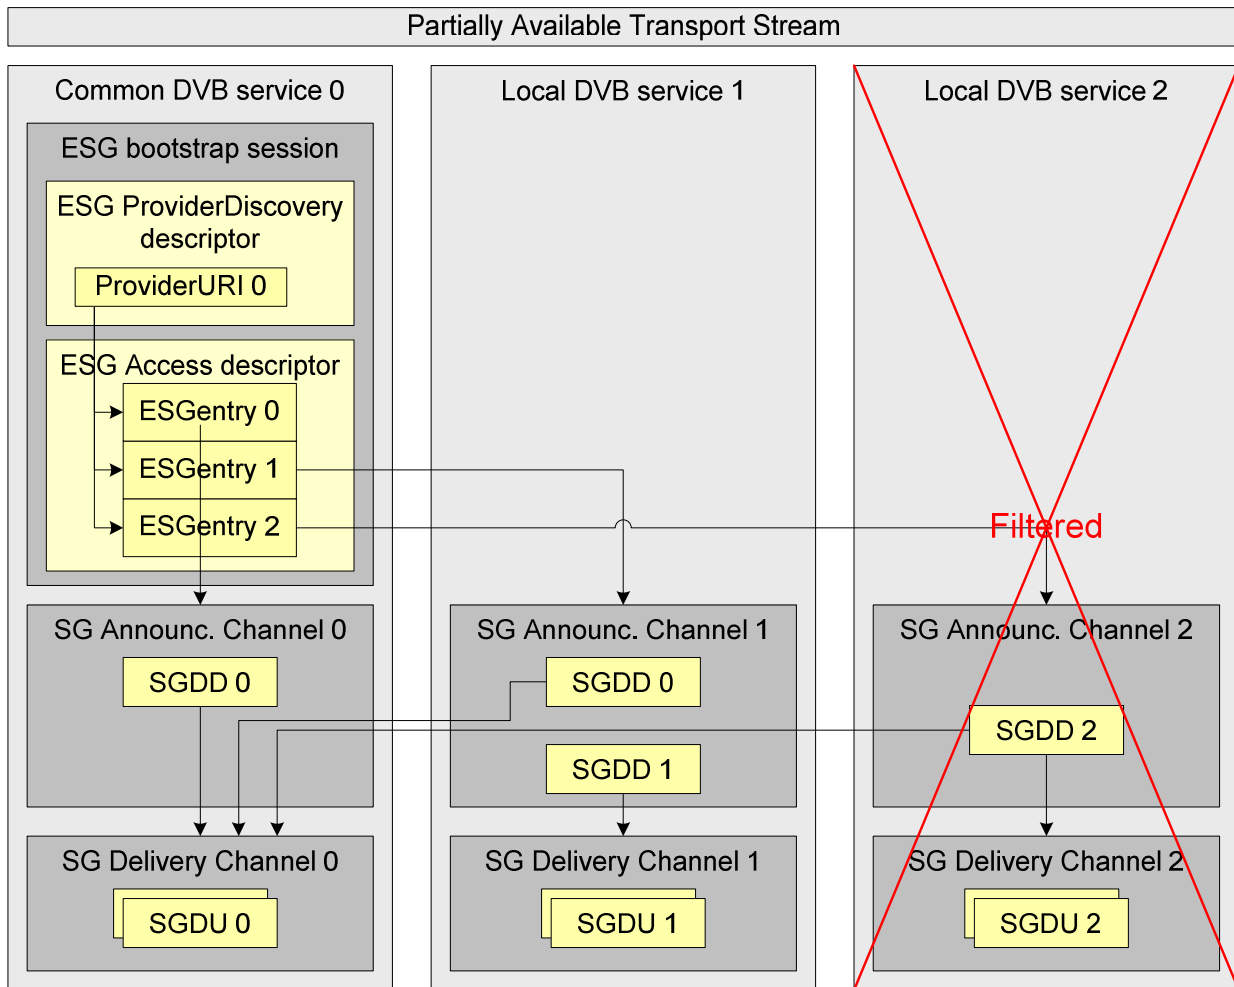 Partially Available Transport Stream
Common DVB service 0
ESG bootstrap session
ESG ProviderDiscovery
descriptor
ProviderURI 0
ESG Access descriptor
ESGentry 0
ESGentry 1
ESGentry 2
SG Announc. Channel 0
SGDD 0
SG Delivery Channel 0
SGDU 0
Local DVB service 1
SG Announc. Channel 1
SGDD 0
SGDD 1
SG Delivery Channel 1
SGDU 1
Local DVB service 2
Filtered
SG Announc. Channel 2
SGDD 2
SG Delivery Channel 2
SGDU 2